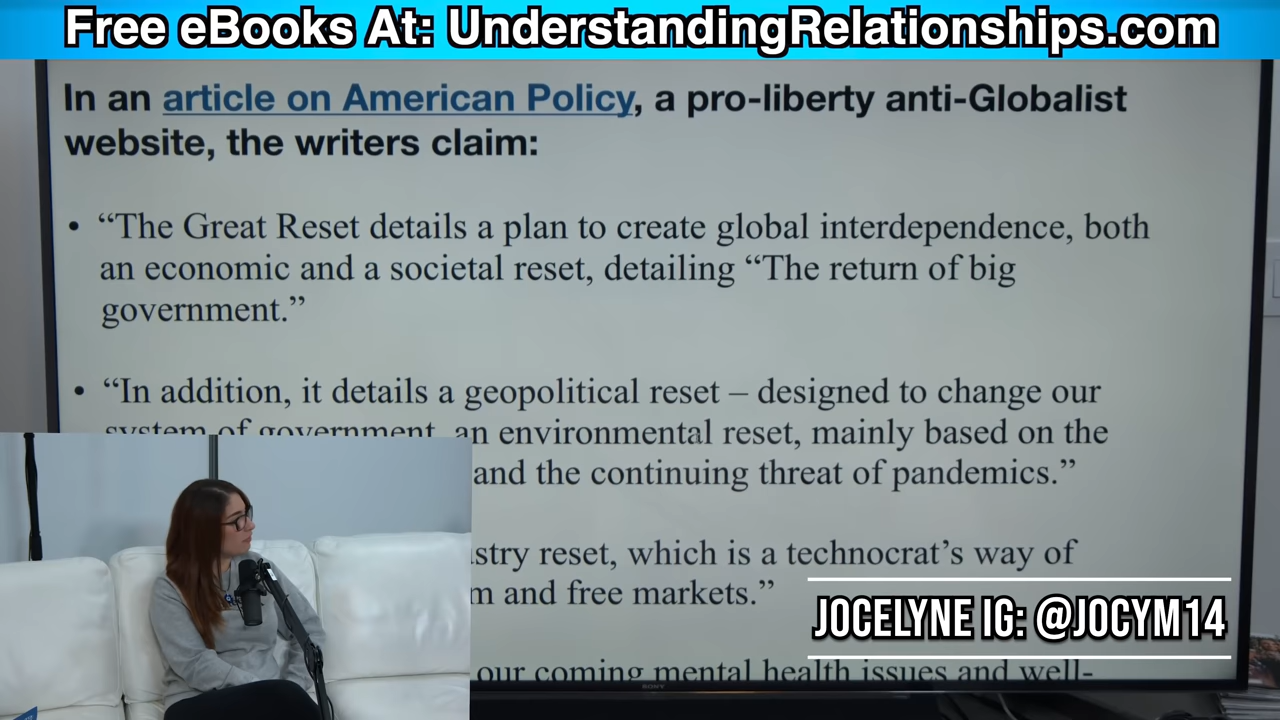 Free eBooks At: UnderstandingRelationships.com
In an article on American Policy, a pro-liberty anti-Globalist
website, the writers claim:
• “The Great Reset details a plan to create global interdependence, both
an economic and a societal reset, detailing “The return of big
government.”
• “In addition, it details a geopolitical reset – designed to change our
system of government, an environmental reset, mainly based on the
and the continuing threat of pandemics.”
reset, which is a technocrat’s way of
and free markets.”
our coming mental health issues and well-
JOCELYNE IG: @JOCYM14
SONY